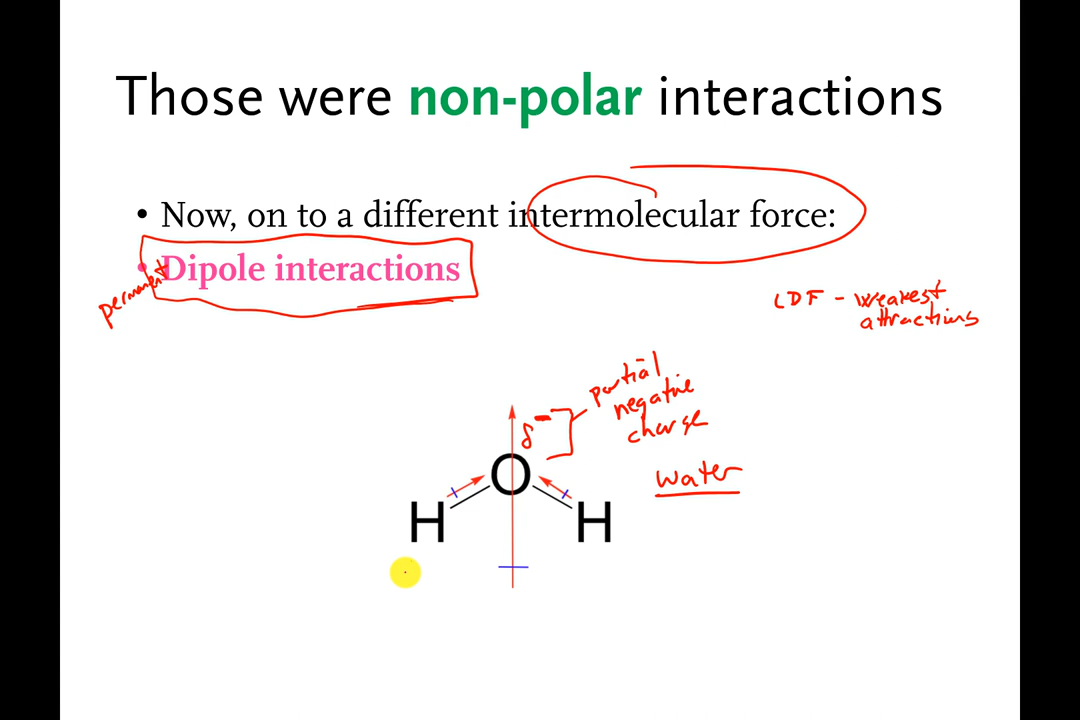 Those were non-polar interactions
• Now, on to a different intermolecular force:
• Dipole interactions
permanent
LDF - weakest
attractions
partial
negative
charge
δ-
O
H H
water